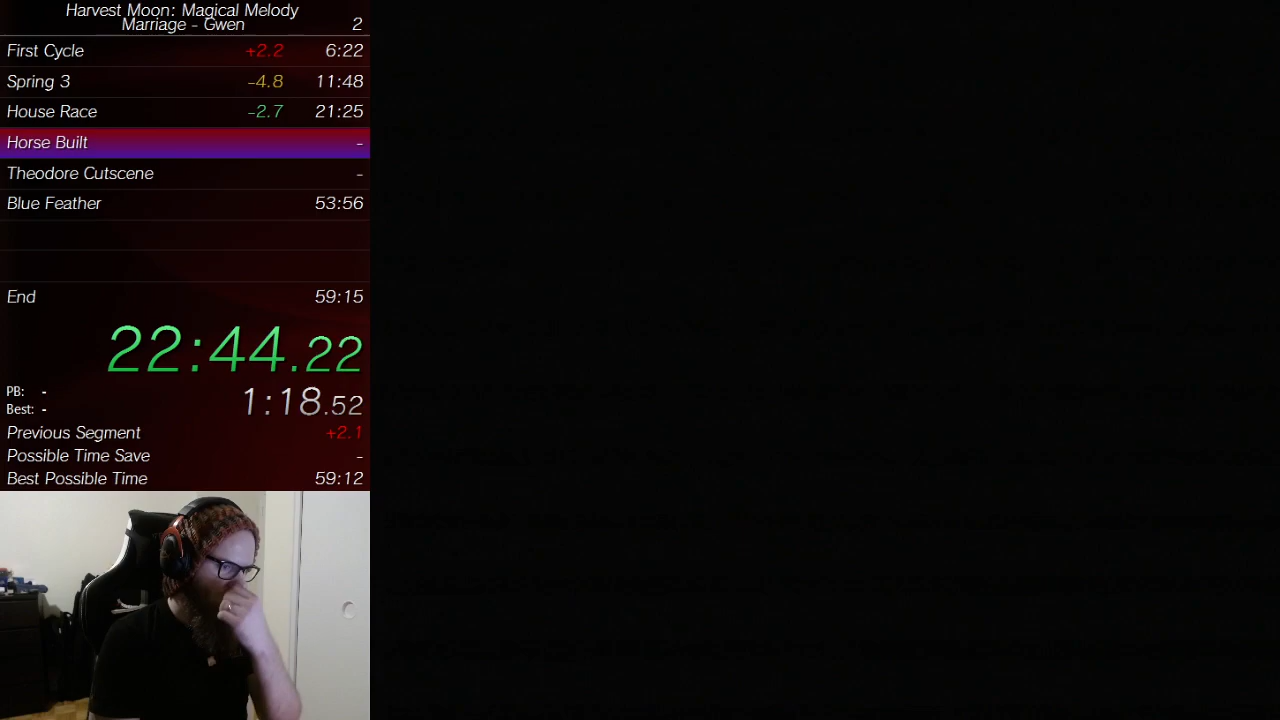 Harvest Moon: Magical Melody
Marriage - Gwen 2
First Cycle +2.2 6:22
Spring 3 -4.8 11:48
House Race -2.7 21:25
Horse Built -
Theodore Cutscene -
Blue Feather 53:56
End 59:15
22:44.22
PB: -
1:18.52
Best: -
Previous Segment +2.1
Possible Time Save -
Best Possible Time 59:12